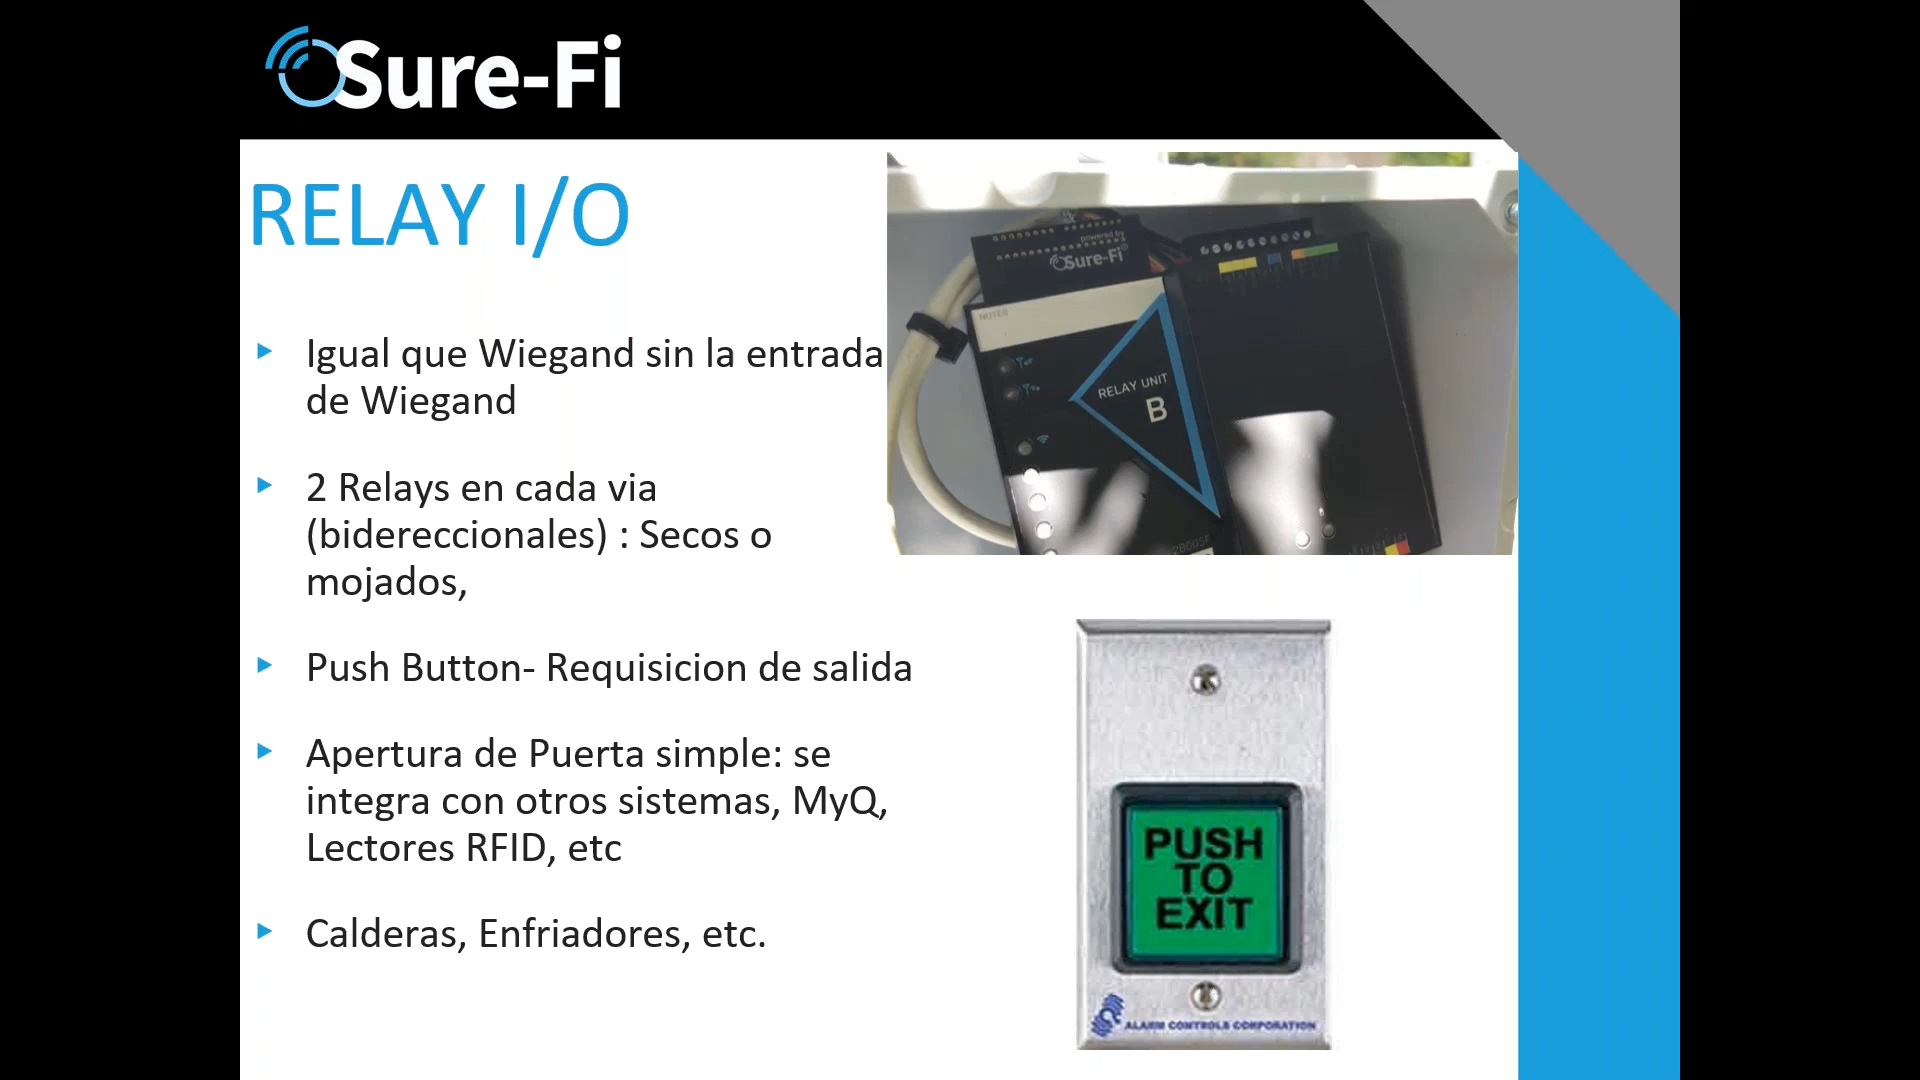 Sure-Fi
RELAY I/O
Igual que Wiegand sin la entrada
de Wiegand
2 Relays en cada via
(bidereccionales) : Secos o
mojados,
Push Button- Requisicion de salida
Apertura de Puerta simple: se
integra con otros sistemas, MyQ,
Lectores RFID, etc
Calderas, Enfriadores, etc.
powered by
Sure-Fi
NOTES
RELAY UNIT
B
PUSH
TO
EXIT
ALARM CONTROLS CORPORATION